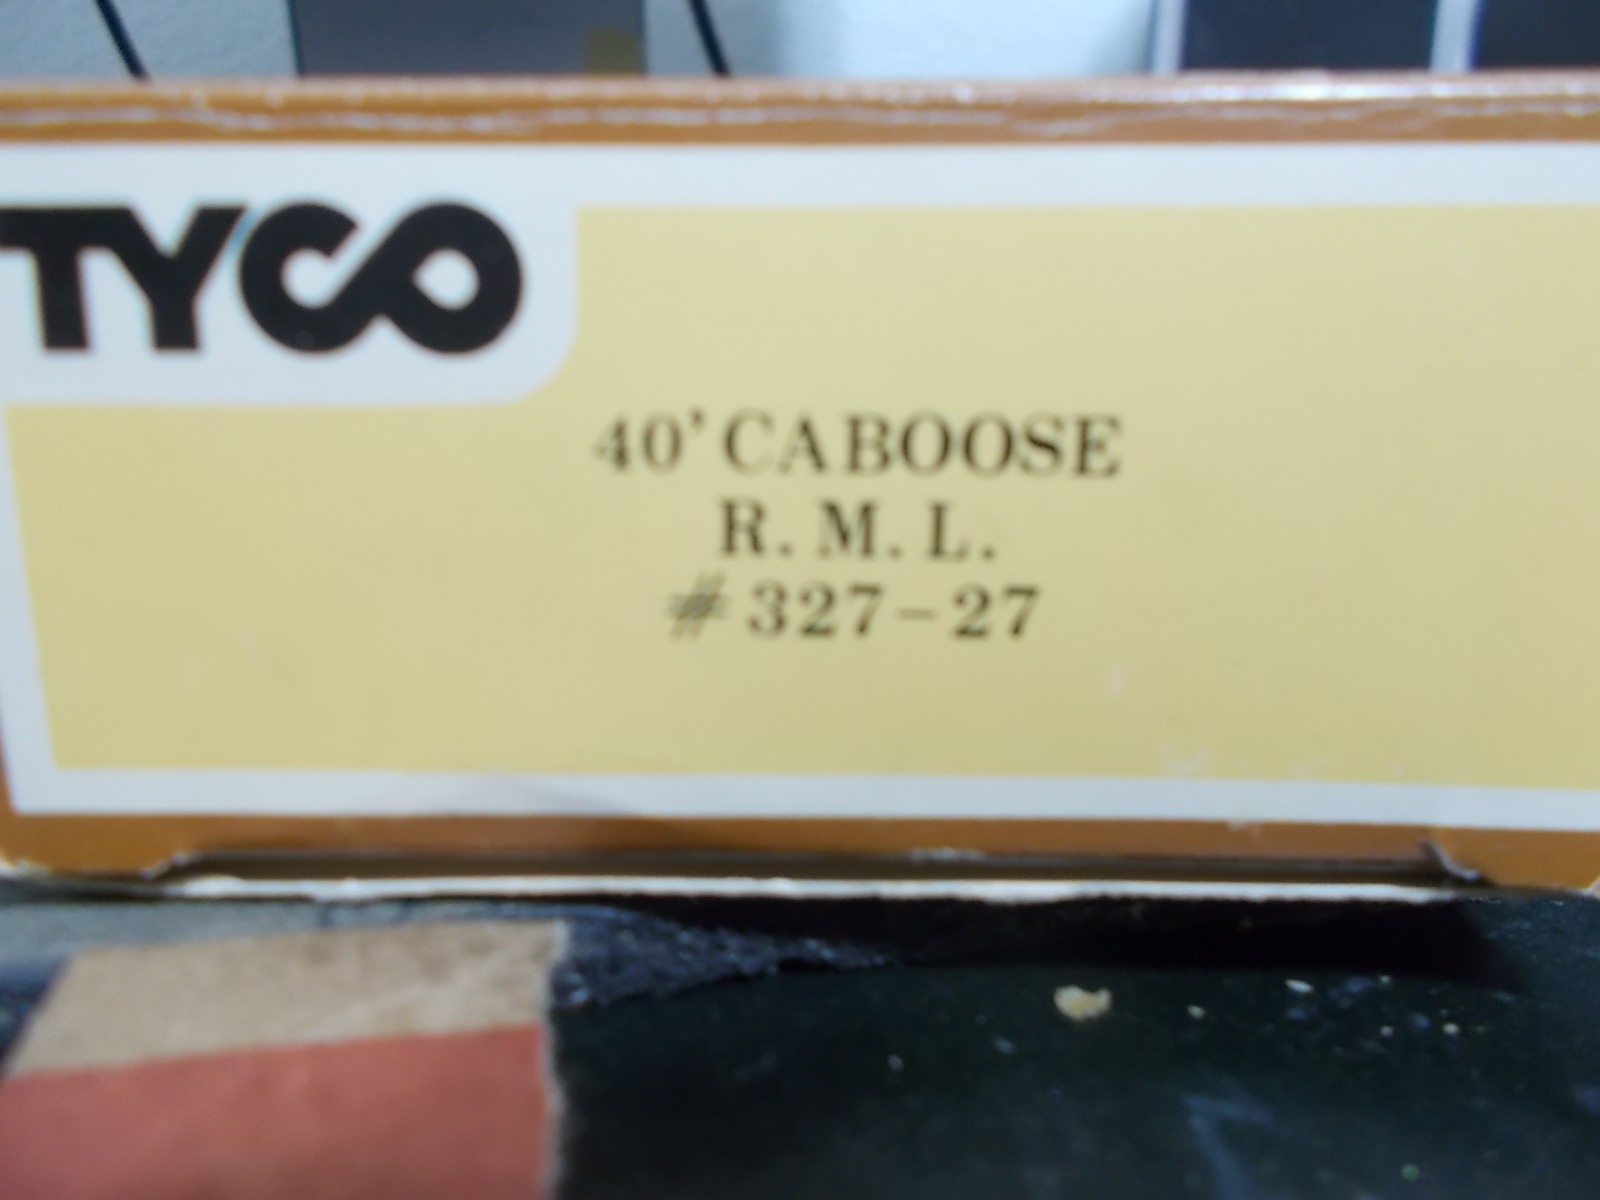 TYCO
40' CABOOSE
R. M. L.
# 327-27